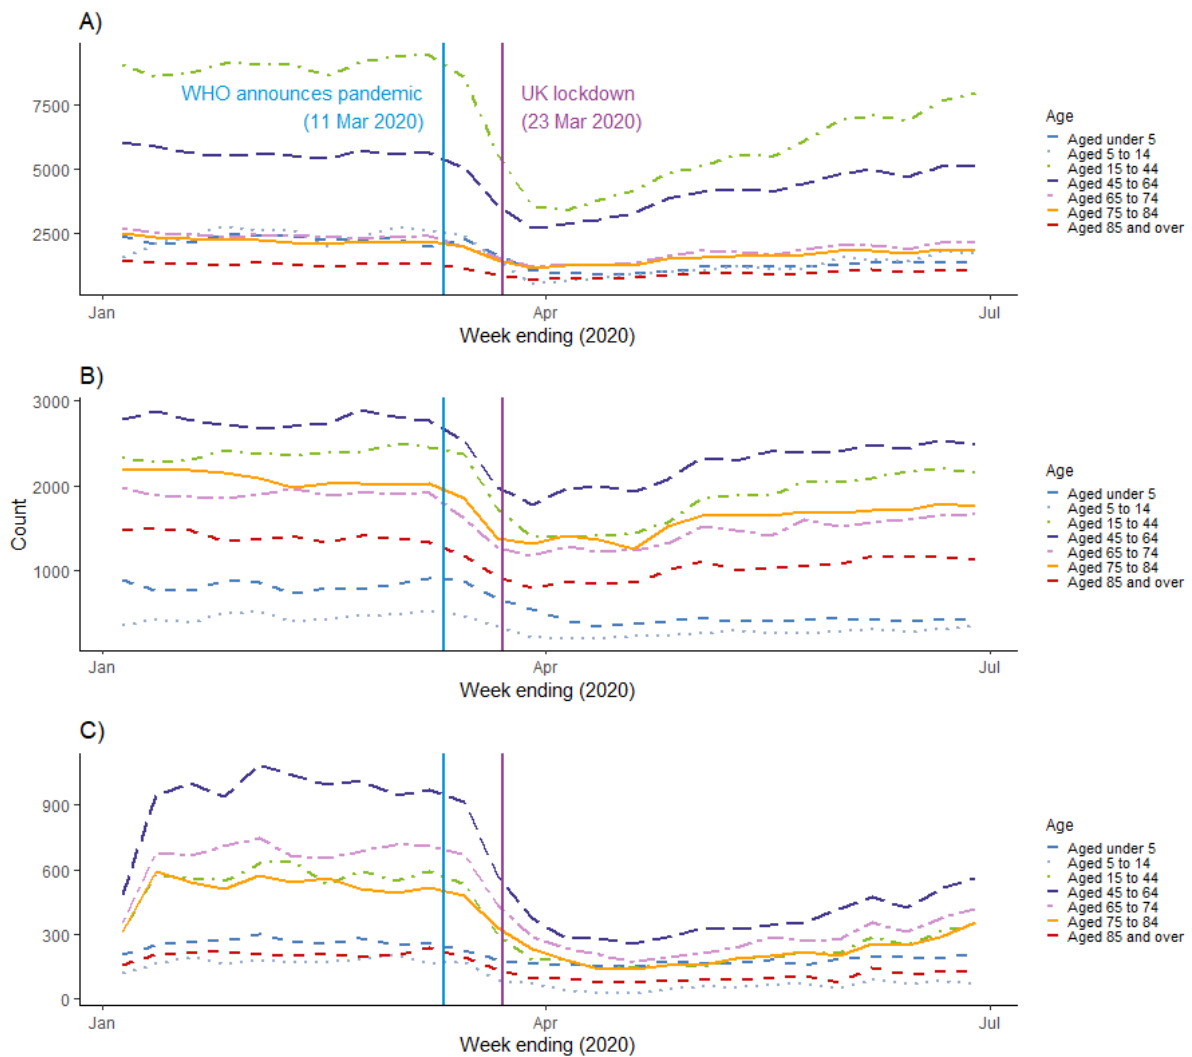 A)
WHO announces pandemic
(11 Mar 2020)
UK lockdown
(23 Mar 2020)
7500
5000
2500
Jan
Apr
Jul
Week ending (2020)
Age
Aged under 5
Aged 5 to 14
Aged 15 to 44
Aged 45 to 64
Aged 65 to 74
Aged 75 to 84
Aged 85 and over
B)
Count
3000
2000
1000
Jan
Apr
Jul
Week ending (2020)
Age
Aged under 5
Aged 5 to 14
Aged 15 to 44
Aged 45 to 64
Aged 65 to 74
Aged 75 to 84
Aged 85 and over
C)
900
600
300
0
Jan
Apr
Jul
Week ending (2020)
Age
Aged under 5
Aged 5 to 14
Aged 15 to 44
Aged 45 to 64
Aged 65 to 74
Aged 75 to 84
Aged 85 and over